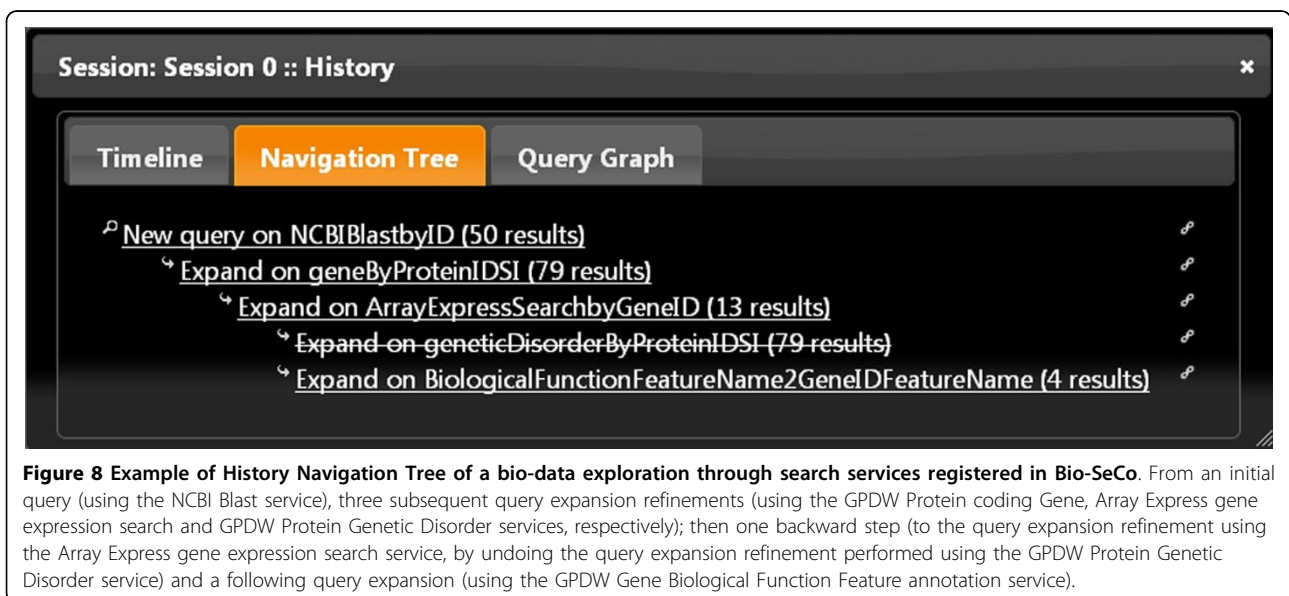 Session: Session 0 :: History
×
Timeline
Navigation Tree
Query Graph
New query on NCBIBlastbyID (50 results)
Expand on geneByProteinIDSI (79 results)
Expand on ArrayExpressSearchbyGeneID (13 results)
Expand on geneticDisorderByProteinIDSI (79 results)
Expand on BiologicalFunctionFeatureName2GeneIDFeatureName (4 results)
Figure 8 Example of History Navigation Tree of a bio-data exploration through search services registered in Bio-SeCo. From an initial
query (using the NCBI Blast service), three subsequent query expansion refinements (using the GPDW Protein coding Gene, Array Express gene
expression search and GPDW Protein Genetic Disorder services, respectively); then one backward step (to the query expansion refinement using
the Array Express gene expression search service, by undoing the query expansion refinement performed using the GPDW Protein Genetic
Disorder service) and a following query expansion (using the GPDW Gene Biological Function Feature annotation service).